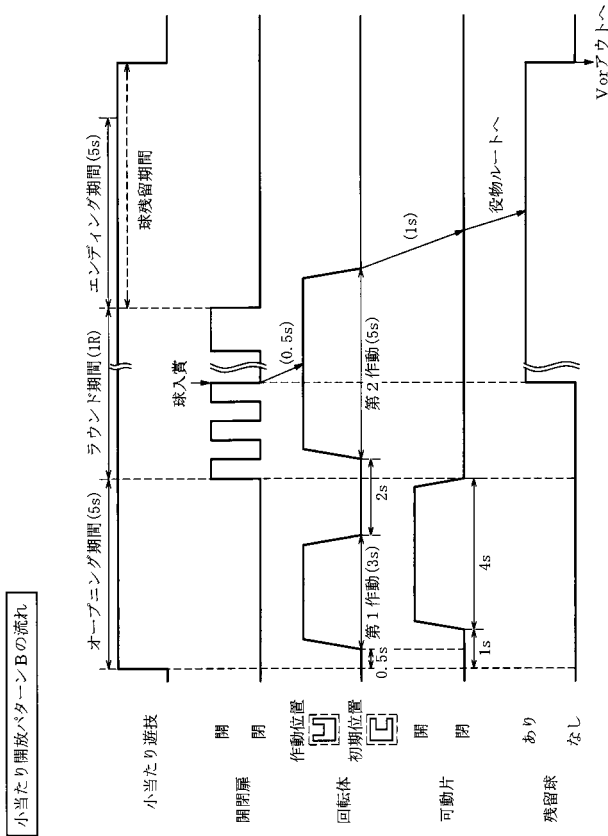 小当たり開放パターンBの流れ
オープニング期間(5s)
ラウンド期間(1R)
エンディング期間(5s)
球残留期間
小当たり遊技
球入賞
開
閉
開閉扉
(0.5s)
作動位置
初期位置
回転体
第1作動(3s)
2s
第2作動(5s)
0.5s
(1s)
開
閉
可動片
1s
4s
役物ルートへ
あり
なし
残留球
Vorアウトへ